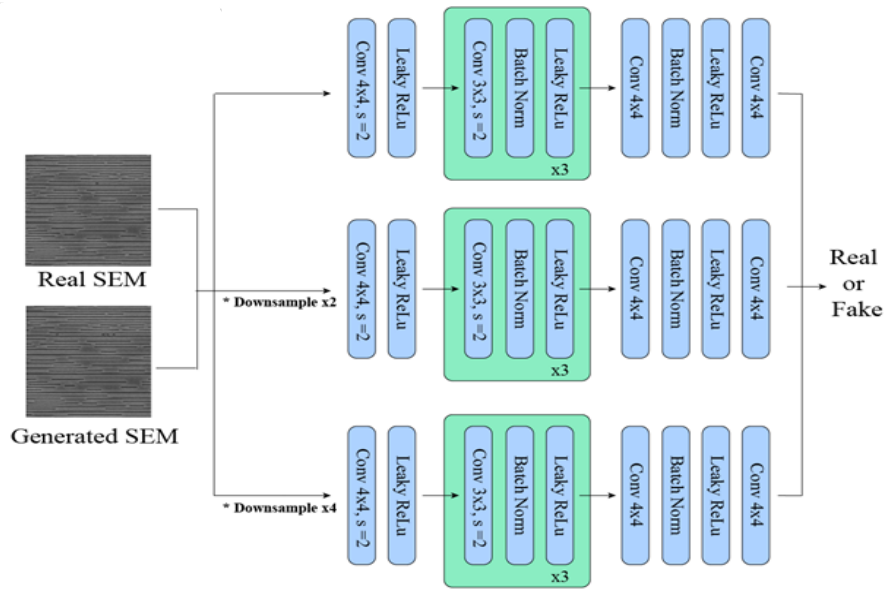 Conv 4x4, s =2
Leaky ReLu
Conv 3x3, s =2
Batch Norm
Leaky ReLu
x3
Conv 4x4
Batch Norm
Leaky ReLu
Conv 4x4
Real SEM
Generated SEM
* Downsample x2
Conv 4x4, s =2
Leaky ReLu
Conv 3x3, s =2
Batch Norm
Leaky ReLu
x3
Conv 4x4
Batch Norm
Leaky ReLu
Conv 4x4
Real
or
Fake
* Downsample x4
Conv 4x4, s =2
Leaky ReLu
Conv 3x3, s =2
Batch Norm
Leaky ReLu
x3
Conv 4x4
Batch Norm
Leaky ReLu
Conv 4x4